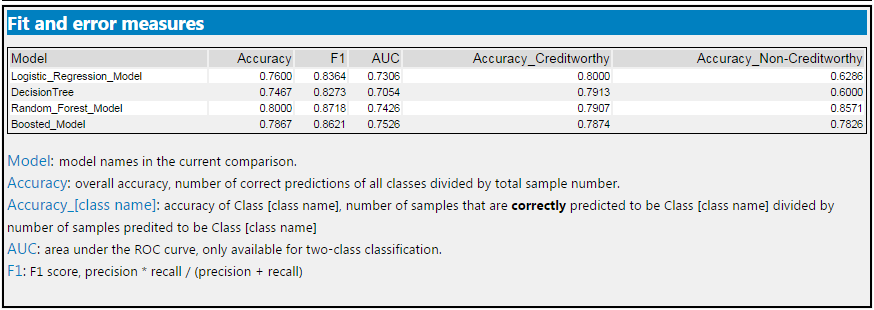 Fit and error measures
Model Accuracy F1 AUC Accuracy_Creditworthy Accuracy_Non-Creditworthy
Logistic_Regression_Model 0.7600 0.8364 0.7306 0.8000 0.6286
DecisionTree 0.7467 0.8273 0.7054 0.7913 0.6000
Random_Forest_Model 0.8000 0.8718 0.7426 0.7907 0.8571
Boosted_Model 0.7867 0.8621 0.7526 0.7874 0.7826
Model: model names in the current comparison.
Accuracy: overall accuracy, number of correct predictions of all classes divided by total sample number.
Accuracy_[class name]: accuracy of Class [class name], number of samples that are correctly predicted to be Class [class name] divided by
number of samples predited to be Class [class name]
AUC: area under the ROC curve, only available for two-class classification.
F1: F1 score, precision * recall / (precision + recall)